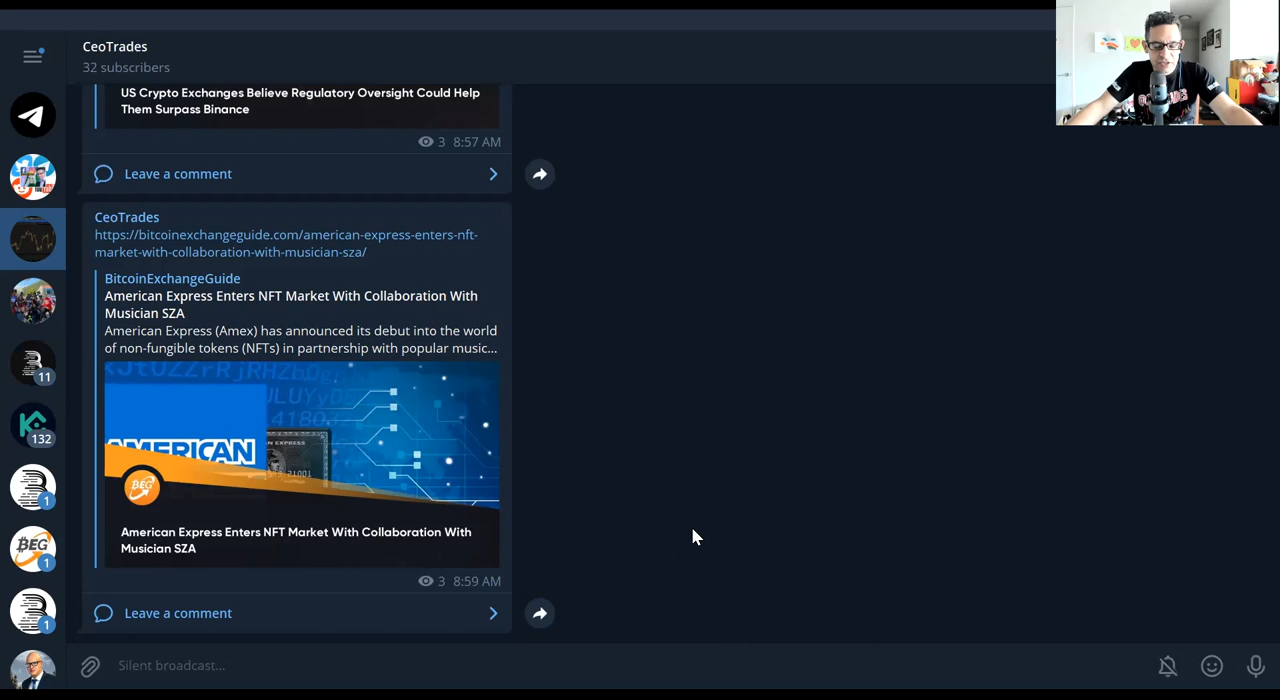 CeoTrades
32 subscribers
US Crypto Exchanges Believe Regulatory Oversight Could Help
Them Surpass Binance
3 8:57 AM
Leave a comment
CeoTrades
https://bitcoinexchangeguide.com/american-express-enters-nft-
market-with-collaboration-with-musician-sza/
BitcoinExchangeGuide
American Express Enters NFT Market With Collaboration With
Musician SZA
American Express (Amex) has announced its debut into the world
of non-fungible tokens (NFTs) in partnership with popular music...
AMERICAN
BEG
American Express Enters NFT Market With Collaboration With
Musician SZA
3 8:59 AM
Leave a comment
11
132
1
BEG
1
1
Silent broadcast...